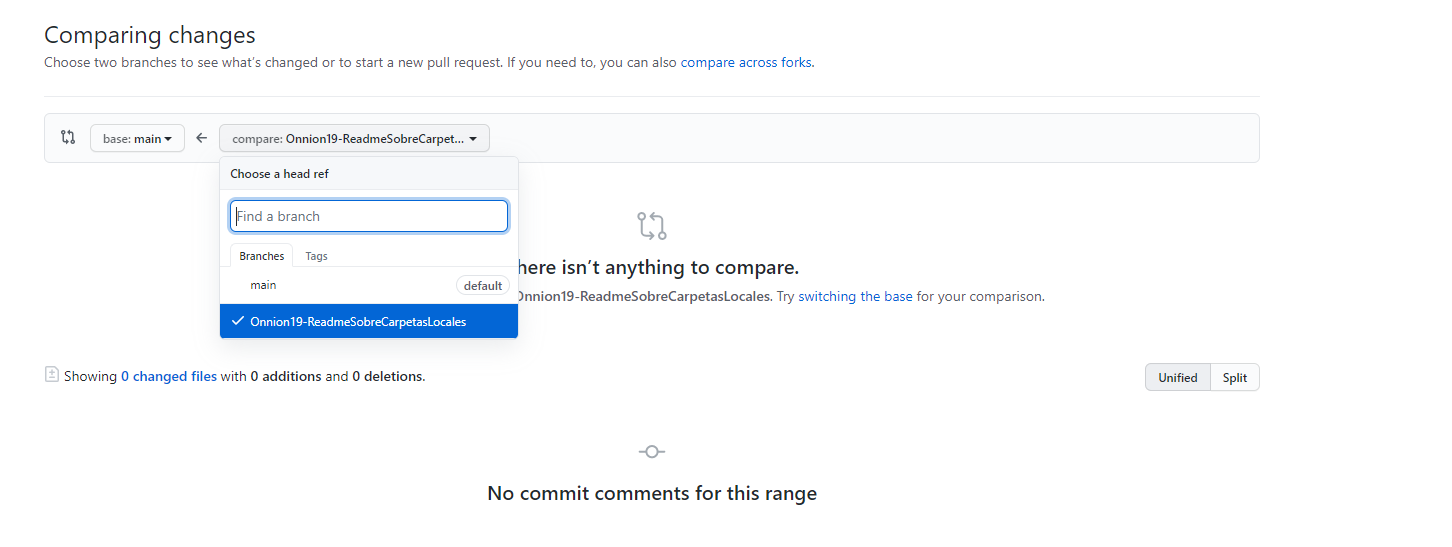 Comparing changes
Choose two branches to see what's changed or to start a new pull request. If you need to, you can also compare across forks.
base: main
compare: Onnion19-ReadmeSobreCarpet...
Choose a head ref
Find a branch
Branches Tags
main default
Onnion19-ReadmeSobreCarpetasLocales
here isn't anything to compare.
Onnion19-ReadmeSobreCarpetasLocales. Try switching the base for your comparison.
Showing 0 changed files with 0 additions and 0 deletions.
Unified Split
No commit comments for this range